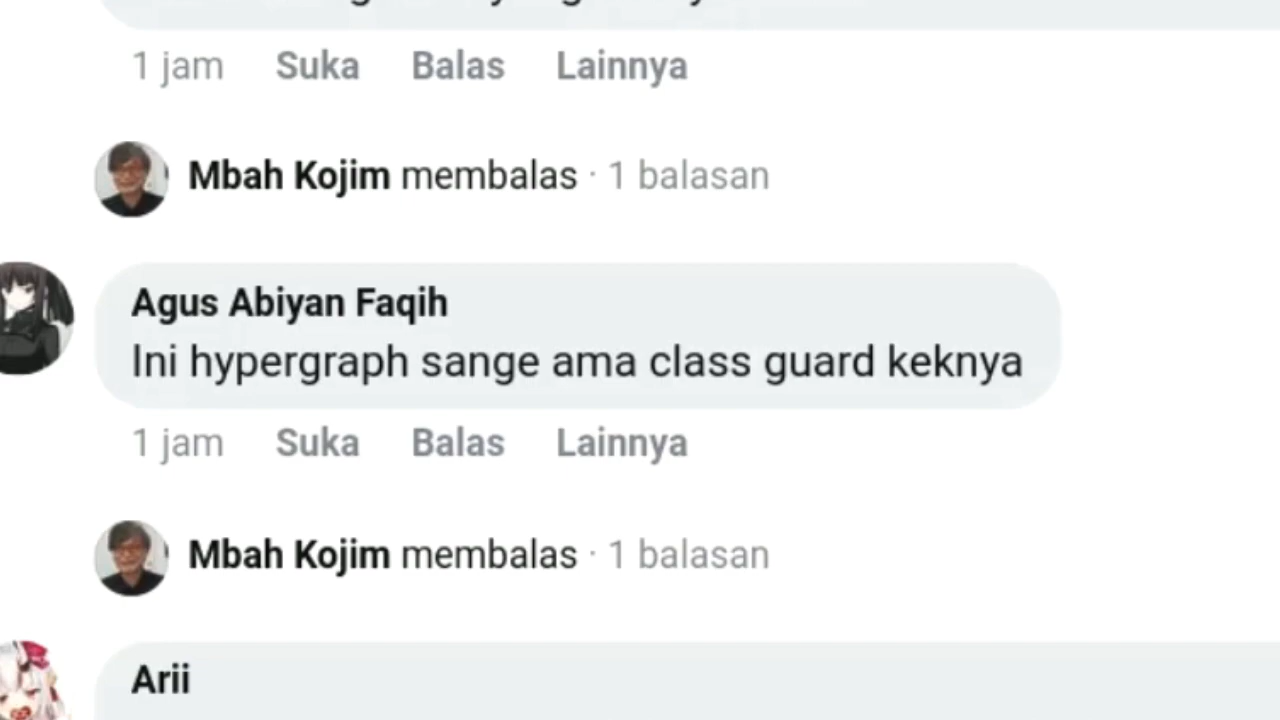 1 jam Suka Balas Lainnya
Mbah Kojim membalas · 1 balasan
Agus Abiyan Faqih
Ini hypergraph sange ama class guard keknya
1 jam Suka Balas Lainnya
Mbah Kojim membalas · 1 balasan
Arii